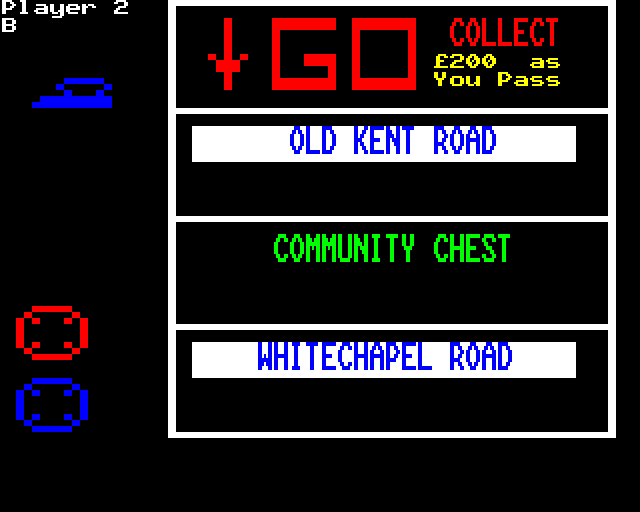 Player 2
B
GO
COLLECT
£200 as
You Pass
OLD KENT ROAD
COMMUNITY CHEST
WHITECHAPEL ROAD